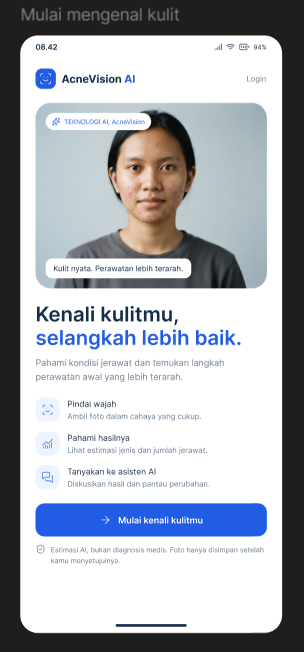 Mulai mengenal kulit
08.42
94%
AcneVision AI
Login
TEKNOLOGI AI, AcneVision
Kulit nyata. Perawatan lebih terarah.
Kenali kulitmu,
selangkah lebih baik.
Pahami kondisi jerawat dan temukan langkah
perawatan awal yang lebih terarah.
Pindai wajah
Ambil foto dalam cahaya yang cukup.
Pahami hasilnya
Lihat estimasi jenis dan jumlah jerawat.
Tanyakan ke asisten AI
Diskusikan hasil dan pantau perubahan.
Mulai kenali kulitmu
Estimasi AI, bukan diagnosis medis. Foto hanya disimpan setelah
kamu menyetujuinya.